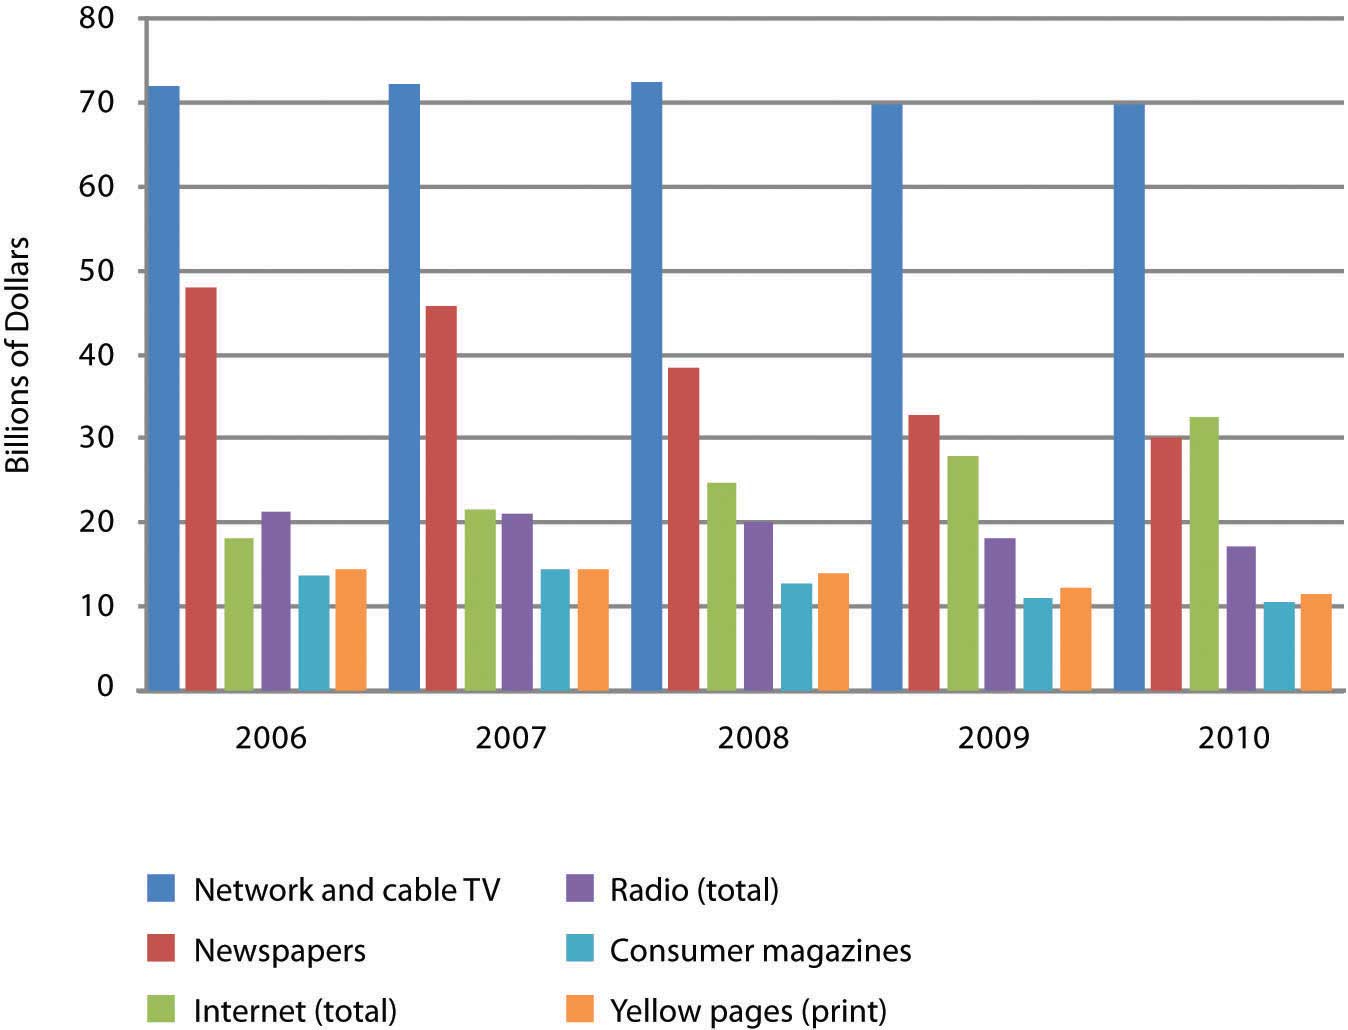 80
70
60
50
40
30
20
10
0
Billions of Dollars
2006 2007 2008 2009 2010
Network and cable TV Radio (total)
Newspapers Consumer magazines
Internet (total) Yellow pages (print)